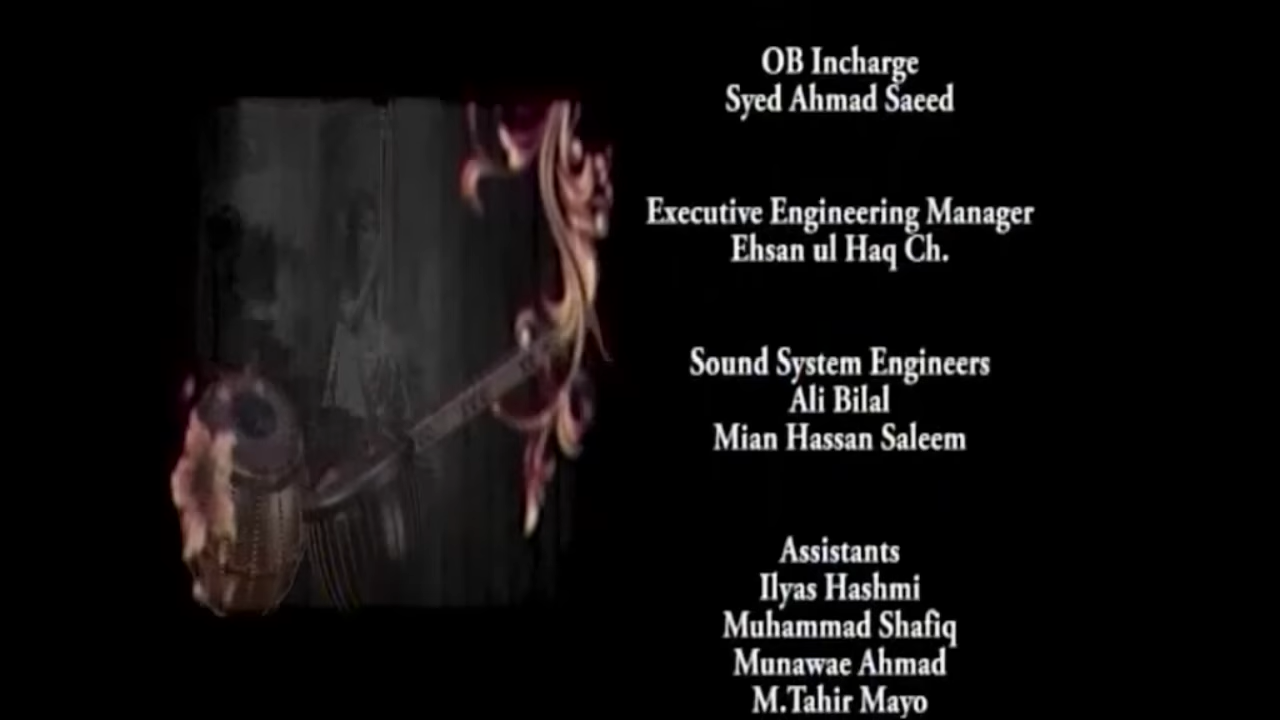 OB Incharge
Syed Ahmad Saeed
Executive Engineering Manager
Ehsan ul Haq Ch.
Sound System Engineers
Ali Bilal
Mian Hassan Saleem
Assistants
Ilyas Hashmi
Muhammad Shafiq
Munawae Ahmad
M.Tahir Mayo